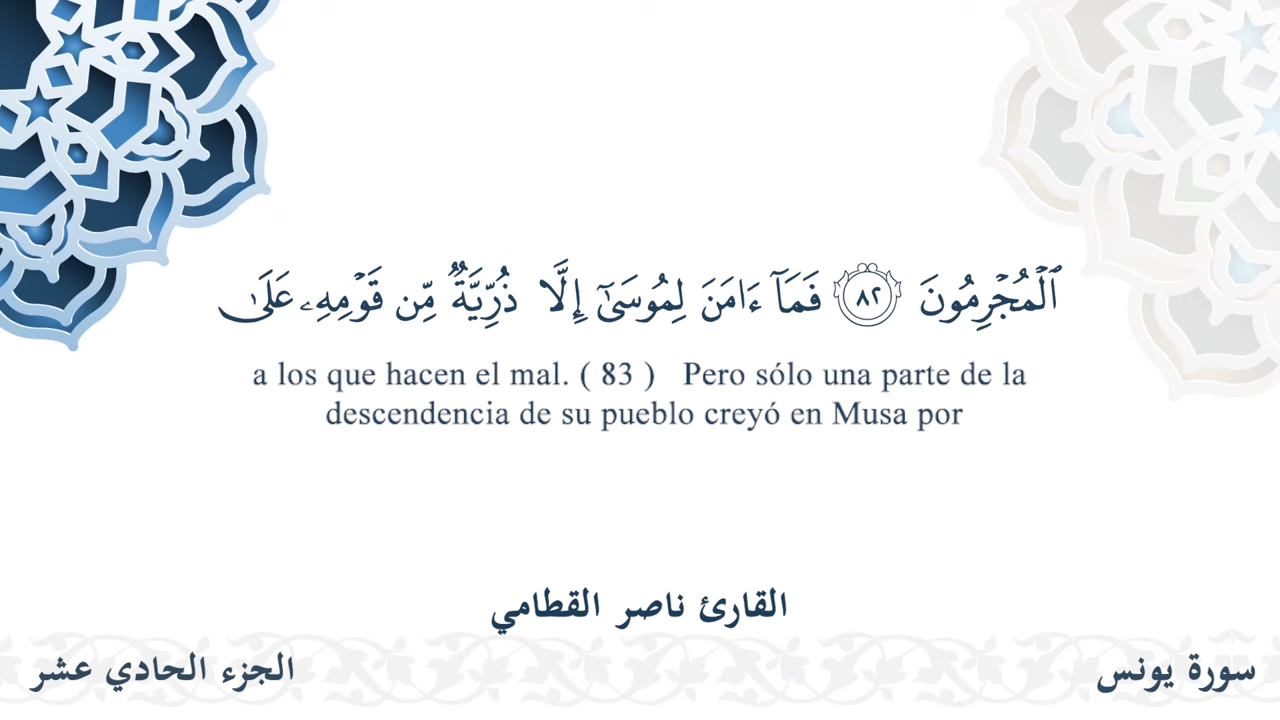 ٱلْمُجْرِمُونَ ٨٢ فَمَآ ءَامَنَ لِمُوسَىٰٓ إِلَّا ذُرِّيَّةٌ مِّن قَوْمِهِۦ عَلَىٰ
a los que hacen el mal. ( 83 ) Pero sólo una parte de la
descendencia de su pueblo creyó en Musa por
القارئ ناصر القطامي
سورة يونس
الجزء الحادي عشر